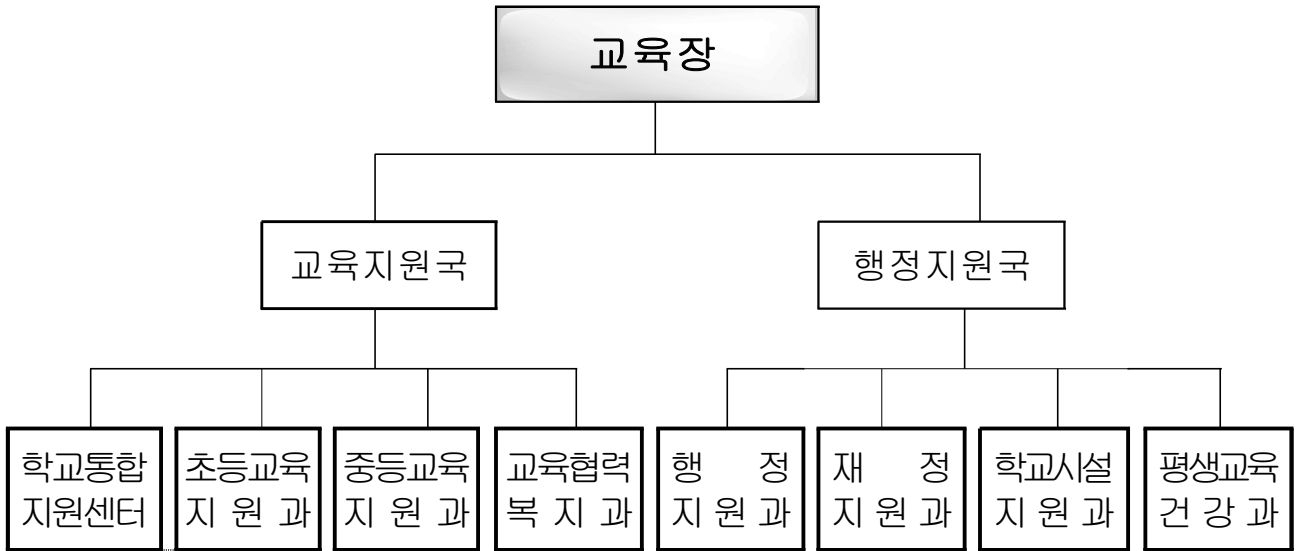 교육장
교육지원국
행정지원국
학교통합
지원센터
초등교육
지 원 과
중등교육
지 원 과
교육협력
복 지 과
행 정
지 원 과
재 정
지 원 과
학교시설
지 원 과
평생교육
건 강 과